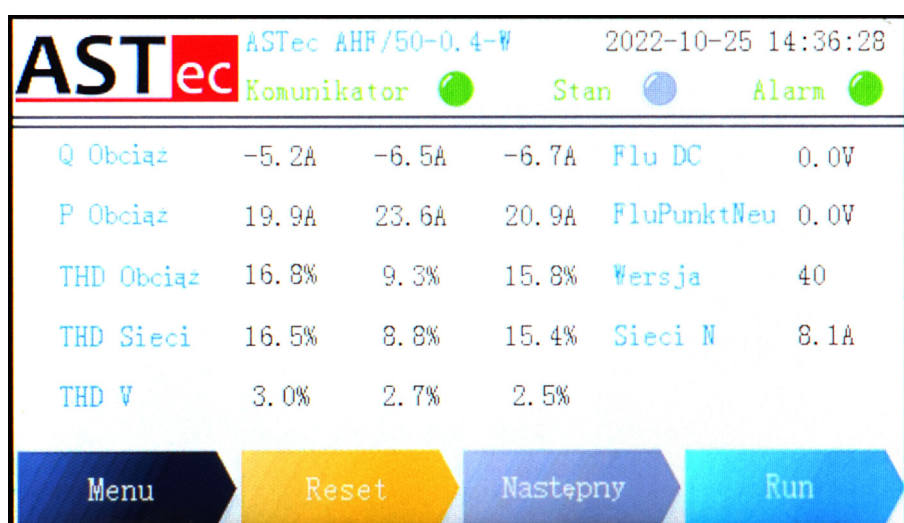 ASTec
ASTec AHF/50-0.4-W 2022-10-25 14:36:28
Komunikator Stan Alarm
Q Obciąż -5.2A -6.5A -6.7A Flu DC 0.0V
P Obciąż 19.9A 23.6A 20.9A FluPunktNeu 0.0V
THD Obciąż 16.8% 9.3% 15.8% Wersja 40
THD Sieci 16.5% 8.8% 15.4% Sieci N 8.1A
THD V 3.0% 2.7% 2.5%
Menu Reset Następny Run